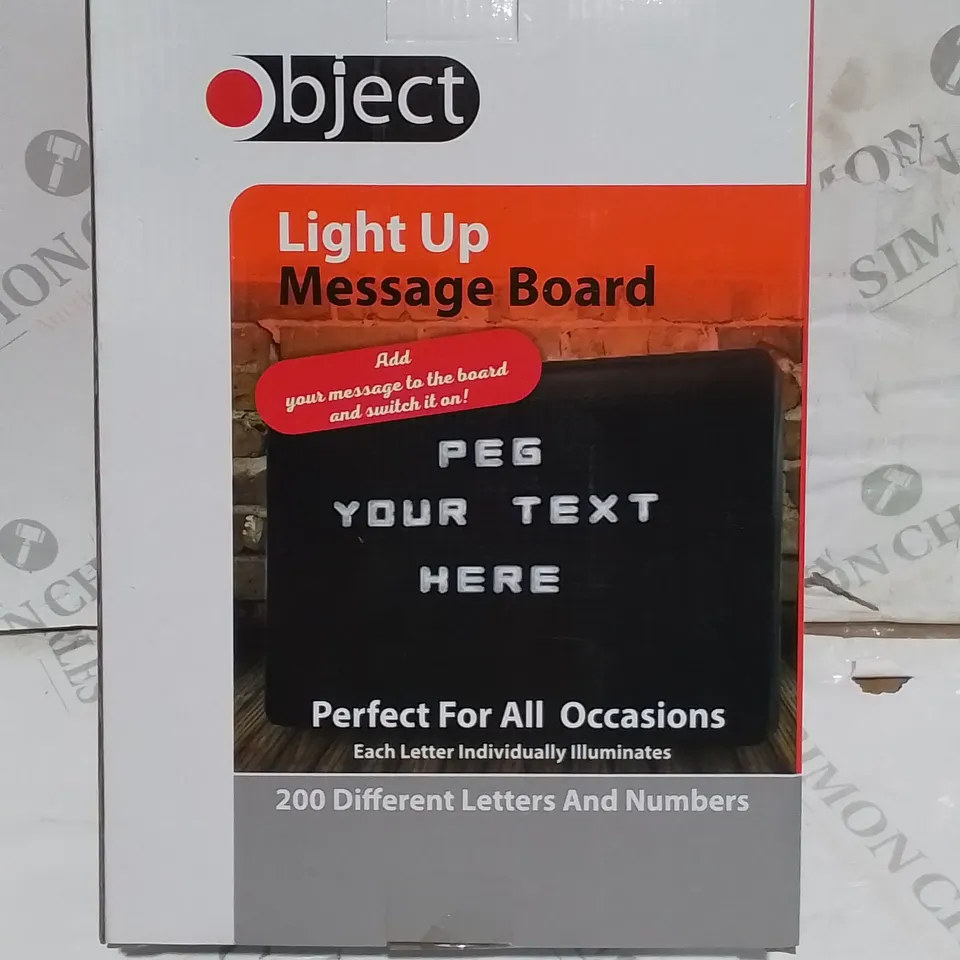 Object
Light Up
Message Board
Add
your message to the board
and switch it on!
PEG
YOUR TEXT
HERE
Perfect For All Occasions
Each Letter Individually Illuminates
200 Different Letters And Numbers